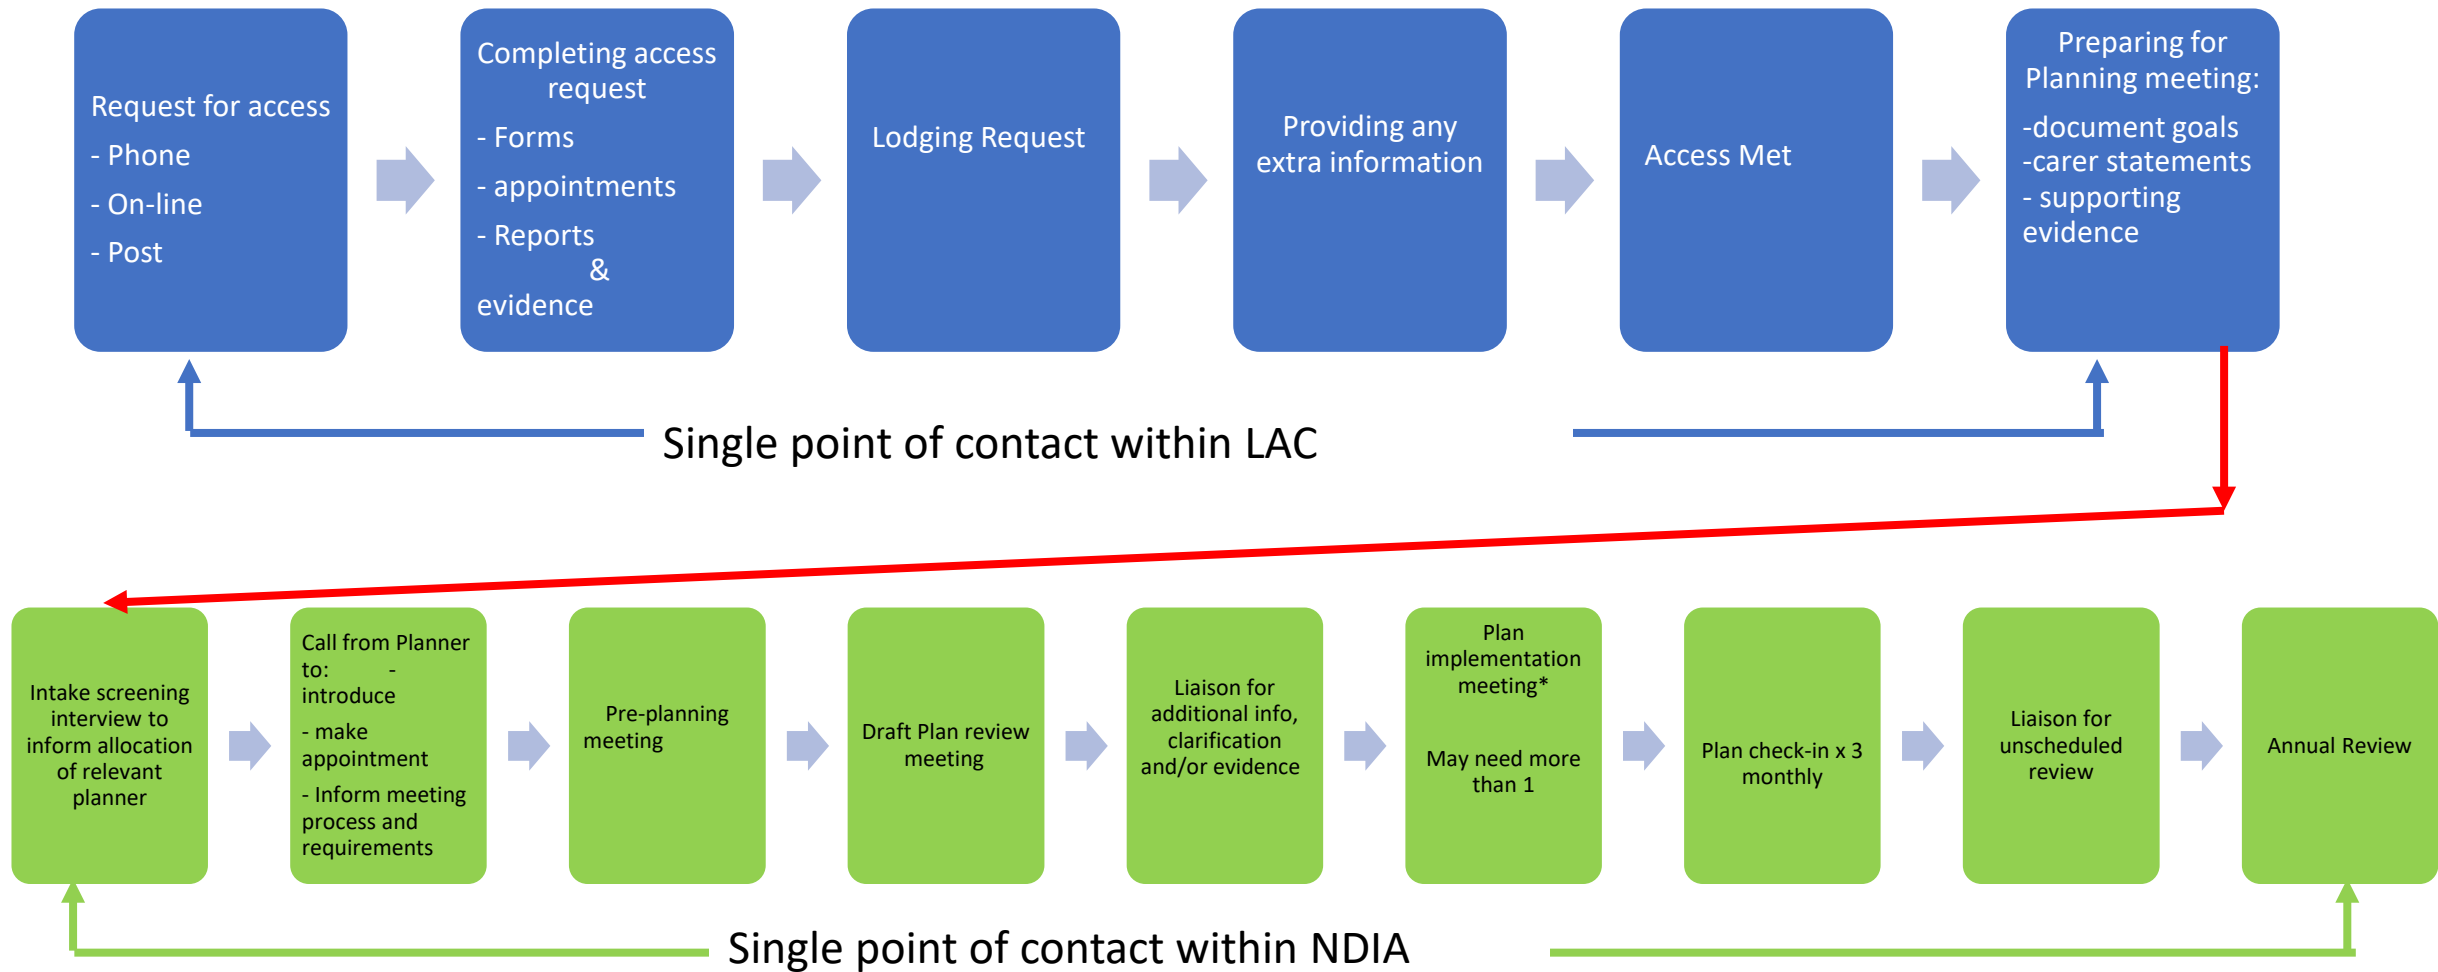 Request for access
- Phone
- On-line
- Post
Completing access
request
- Forms
- appointments
- Reports
&
evidence
Lodging Request
Providing any
extra information
Access Met
Preparing for
Planning meeting:
-document goals
-carer statements
- supporting
evidence
Single point of contact within LAC
Intake screening
interview to
inform allocation
of relevant
planner
Call from Planner
to: -
introduce
- make
appointment
- Inform meeting
process and
requirements
Pre-planning
meeting
Draft Plan review
meeting
Liaison for
additional info,
clarification
and/or evidence
Plan
implementation
meeting*
May need more
than 1
Plan check-in x 3
monthly
Liaison for
unscheduled
review
Annual Review
Single point of contact within NDIA